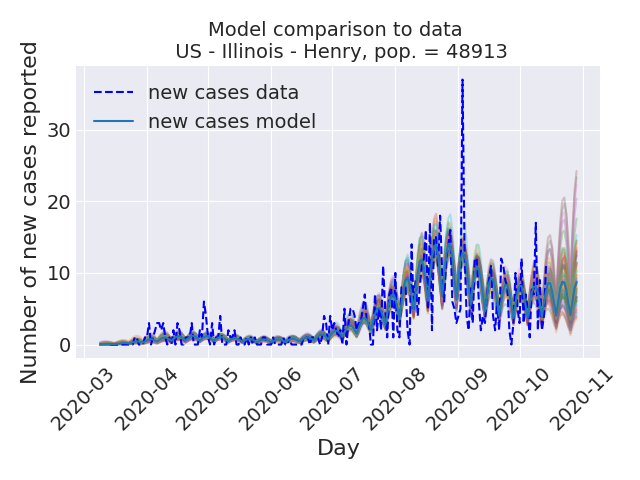 Model comparison to data
US - Illinois - Henry, pop. = 48913
Number of new cases reported
new cases data
new cases model
30
20
10
0
2020-03
2020-04
2020-05
2020-06
2020-07
2020-08
2020-09
2020-10
2020-11
Day